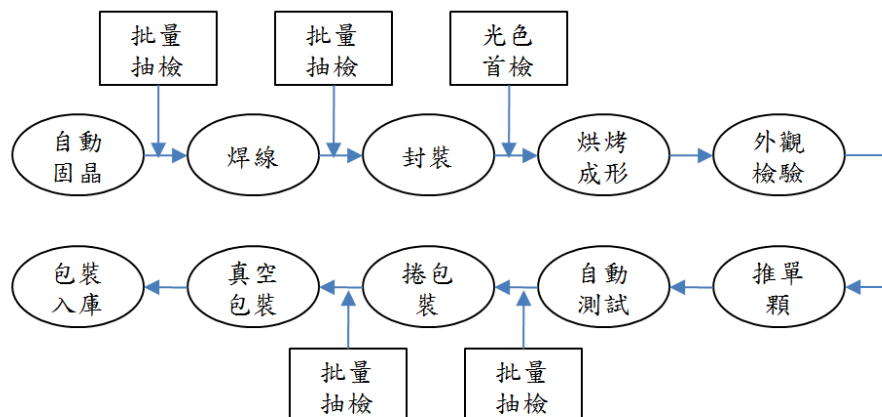 批量
抽檢
批量
抽檢
光色
首檢
自動
固晶
焊線
封裝
烘烤
成形
外觀
檢驗
包裝
入庫
真空
包裝
捲包
裝
自動
測試
推單
顆
批量
抽檢
批量
抽檢